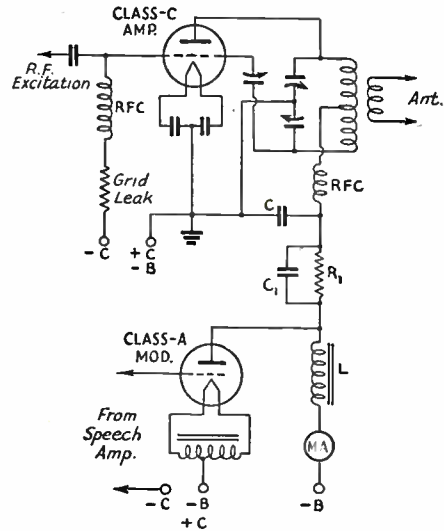 CLASS-C
AMP.
R.F.
Excitation
RFC
Grid
Leak
-C
+C
-B
Ant.
RFC
C
C1
R1
CLASS-A
MOD.
L
From
Speech
Amp.
MA
-C
-B
+C
-B